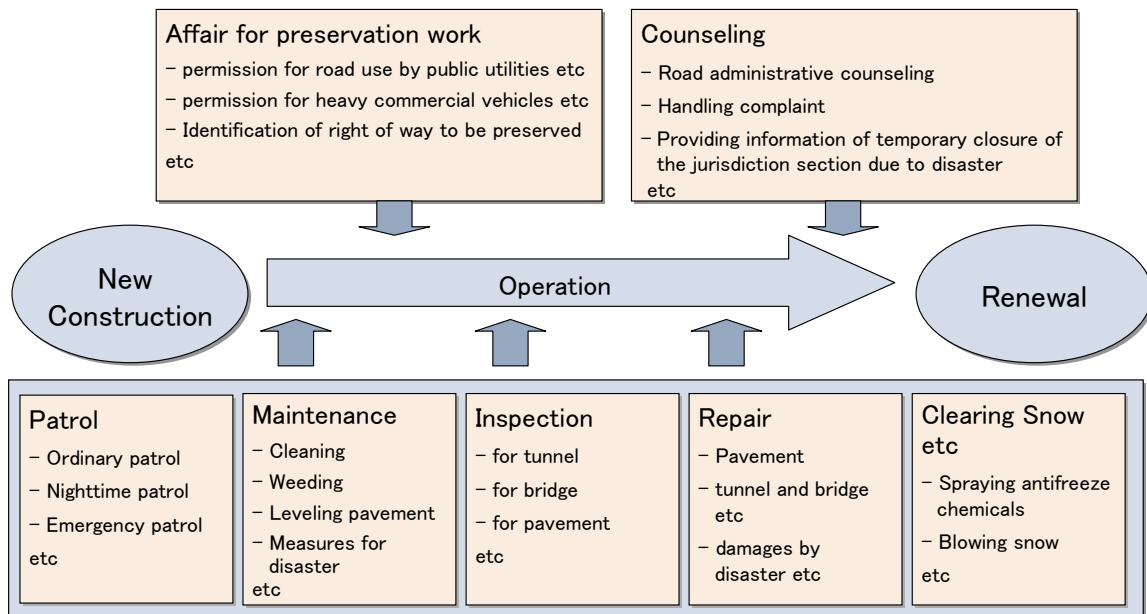 Affair for preservation work
- permission for road use by public utilities etc
- permission for heavy commercial vehicles etc
- Identification of right of way to be preserved
etc
Counseling
- Road administrative counseling
- Handling complaint
- Providing information of temporary closure of
the jurisdiction section due to disaster
etc
New
Construction
Operation
Renewal
Patrol
- Ordinary patrol
- Nighttime patrol
- Emergency patrol
etc
Maintenance
- Cleaning
- Weeding
- Leveling pavement
- Measures for
disaster
etc
Inspection
- for tunnel
- for bridge
- for pavement
etc
Repair
- Pavement
- tunnel and bridge
etc
- damages by
disaster etc
Clearing Snow
etc
- Spraying antifreeze
chemicals
- Blowing snow
etc